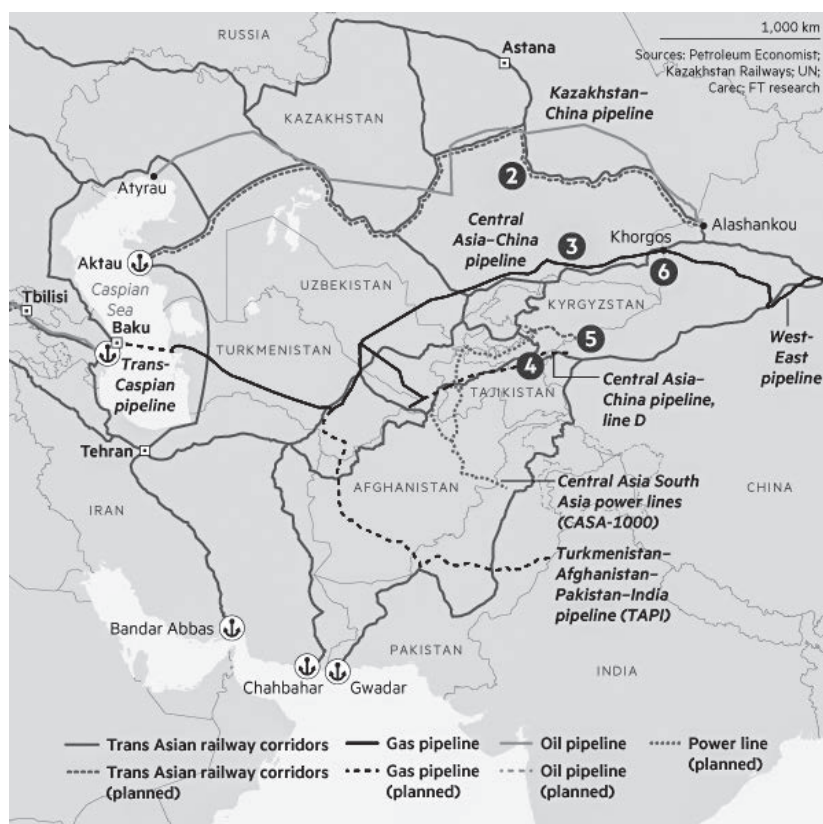 RUSSIA
1,000 km
Astana
Sources: Petroleum Economist;
Kazakhstan Railways; UN;
Carec; FT research
Kazakhstan–
China pipeline
KAZAKHSTAN
Atyrau
2
Central
Asia–China
pipeline
Alashankou
Khorgos
3
6
Aktau
Caspian
Sea
UZBEKISTAN
KYRGYZSTAN
Tbilisi
Baku
Trans-
Caspian
pipeline
TURKMENISTAN
5
4
West-
East
pipeline
TAJIKISTAN
Central Asia–
China pipeline,
line D
Tehran
IRAN
AFGHANISTAN
Central Asia South
Asia power lines
(CASA-1000)
CHINA
Turkmenistan–
Afghanistan–
Pakistan–India
pipeline (TAPI)
Bandar Abbas
PAKISTAN
INDIA
Chahbahar
Gwadar
Trans Asian railway corridors
Gas pipeline
Oil pipeline
Power line
(planned)
Trans Asian railway corridors
(planned)
Gas pipeline
(planned)
Oil pipeline
(planned)